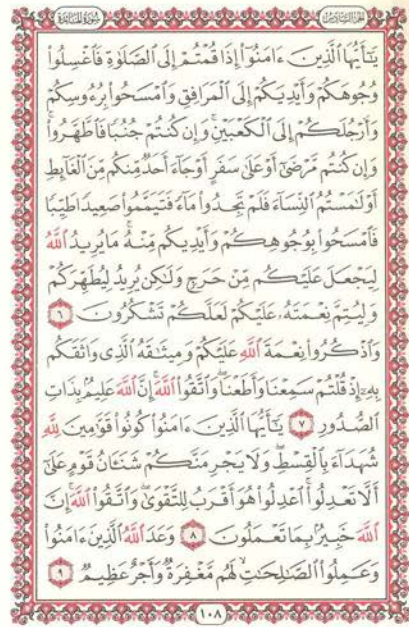 الجزء السادس
سورة المائدة
يَٰٓأَيُّهَا ٱلَّذِينَ ءَامَنُوٓا۟ إِذَا قُمْتُمْ إِلَى ٱلصَّلَوٰةِ فَٱغْسِلُوا۟
وُجُوهَكُمْ وَأَيْدِيَكُمْ إِلَى ٱلْمَرَافِقِ وَٱمْسَحُوا۟ بِرُءُوسِكُمْ
وَأَرْجُلَكُمْ إِلَى ٱلْكَعْبَيْنِ ۚ وَإِن كُنتُمْ جُنُبًا فَٱطَّهَّرُوا۟ ۚ
وَإِن كُنتُم مَّرْضَىٰٓ أَوْ عَلَىٰ سَفَرٍ أَوْ جَآءَ أَحَدٌ مِّنكُم مِّنَ ٱلْغَآئِطِ
أَوْ لَٰمَسْتُمُ ٱلنِّسَآءَ فَلَمْ تَجِدُوا۟ مَآءً فَتَيَمَّمُوا۟ صَعِيدًا طَيِّبًا
فَٱمْسَحُوا۟ بِوُجُوهِكُمْ وَأَيْدِيكُم مِّنْهُ ۚ مَا يُرِيدُ ٱللَّهُ
لِيَجْعَلَ عَلَيْكُم مِّنْ حَرَجٍ وَلَٰكِن يُرِيدُ لِيُطَهِّرَكُمْ
وَلِيُتِمَّ نِعْمَتَهُۥ عَلَيْكُمْ لَعَلَّكُمْ تَشْكُرُونَ ٦
وَٱذْكُرُوا۟ نِعْمَةَ ٱللَّهِ عَلَيْكُمْ وَمِيثَٰقَهُ ٱلَّذِى وَاثَقَكُم
بِهِۦٓ إِذْ قُلْتُمْ سَمِعْنَا وَأَطَعْنَا ۖ وَٱتَّقُوا۟ ٱللَّهَ ۚ إِنَّ ٱللَّهَ عَلِيمٌۢ بِذَاتِ
ٱلصُّدُورِ ٧ يَٰٓأَيُّهَا ٱلَّذِينَ ءَامَنُوا۟ كُونُوا۟ قَوَّٰمِينَ لِلَّهِ
شُهَدَآءَ بِٱلْقِسْطِ ۖ وَلَا يَجْرِمَنَّكُمْ شَنَـَٔانُ قَوْمٍ عَلَىٰٓ
أَلَّا تَعْدِلُوا۟ ۚ ٱعْدِلُوا۟ هُوَ أَقْرَبُ لِلتَّقْوَىٰ ۖ وَٱتَّقُوا۟ ٱللَّهَ ۚ إِنَّ
ٱللَّهَ خَبِيرٌۢ بِمَا تَعْمَلُونَ ٨ وَعَدَ ٱللَّهُ ٱلَّذِينَ ءَامَنُوا۟
وَعَمِلُوا۟ ٱلصَّٰلِحَٰتِ ۙ لَهُم مَّغْفِرَةٌ وَأَجْرٌ عَظِيمٌ ٩
١٠٨